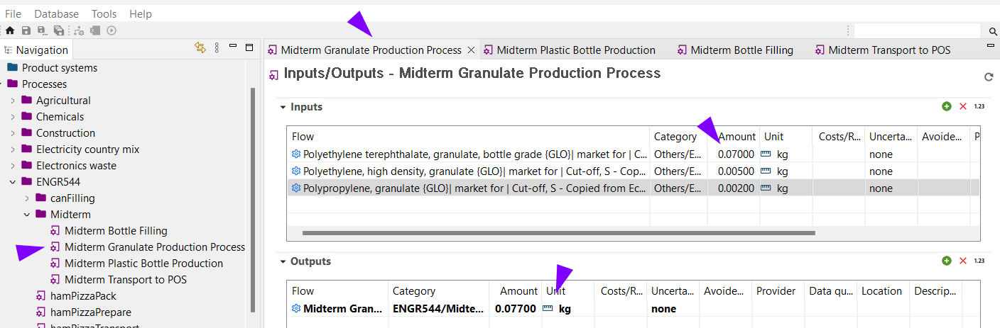 File Database Tools Help
Navigation
Product systems
Processes
Agricultural
Chemicals
Construction
Electricity country mix
Electronics waste
ENGR544
canFilling
Midterm
Midterm Bottle Filling
Midterm Granulate Production Process
Midterm Plastic Bottle Production
Midterm Transport to POS
hamPizzaPack
hamPizzaPrepare
hamPizzaTransport
Midterm Granulate Production Process Midterm Plastic Bottle Production Midterm Bottle Filling Midterm Transport to POS
Inputs/Outputs - Midterm Granulate Production Process
Inputs 1.23
Flow Category Amount Unit Costs/R... Uncerta... Avoide... P
Polyethylene terephthalate, granulate, bottle grade {GLO}| market for | C... Others/E... 0.07000 kg none
Polyethylene, high density, granulate {GLO}| market for | Cut-off, S - Cop... Others/E... 0.00500 kg none
Polypropylene, granulate {GLO}| market for | Cut-off, S - Copied from Ec... Others/E... 0.00200 kg none
Outputs 1.23
Flow Category Amount Unit Costs/R... Uncerta... Avoide... Provider Data qu... Location Descrip...
Midterm Gran... ENGR544/Midte... 0.07700 kg none